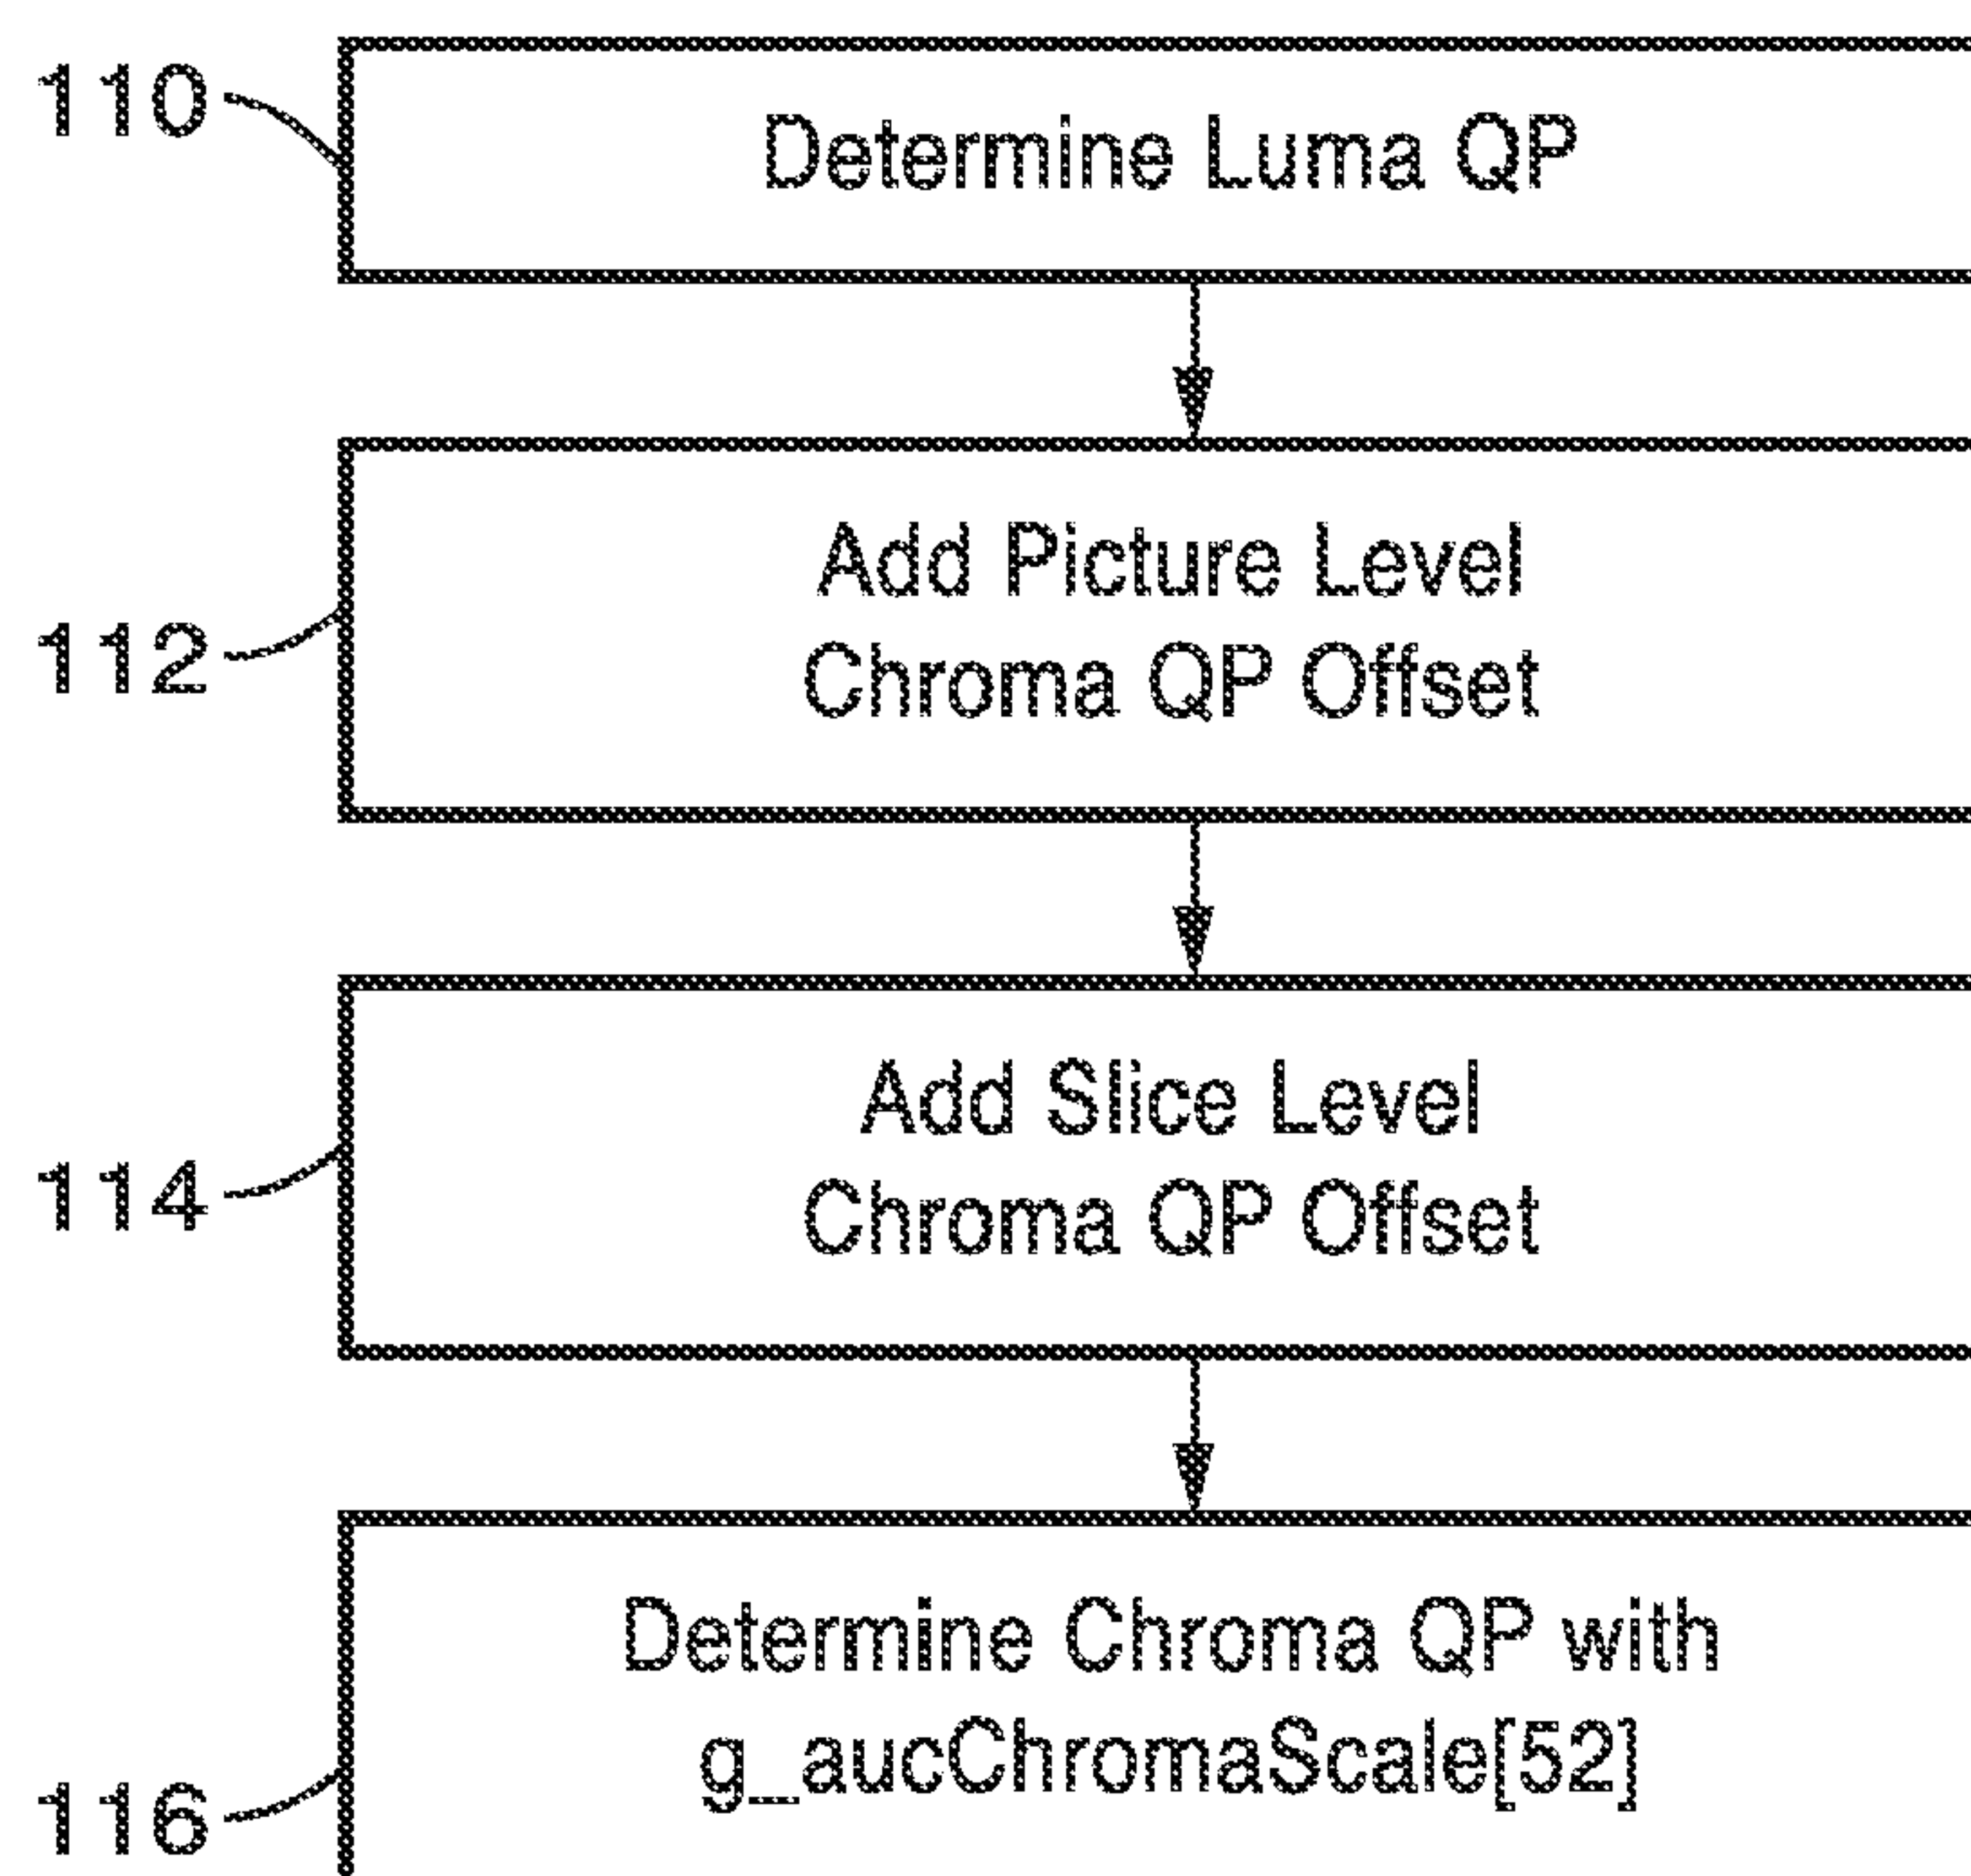 110
Determine Luma QP
112
Add Picture Level
Chroma QP Offset
114
Add Slice Level
Chroma QP Offset
116
Determine Chroma QP with
g_aucChromaScale[52]